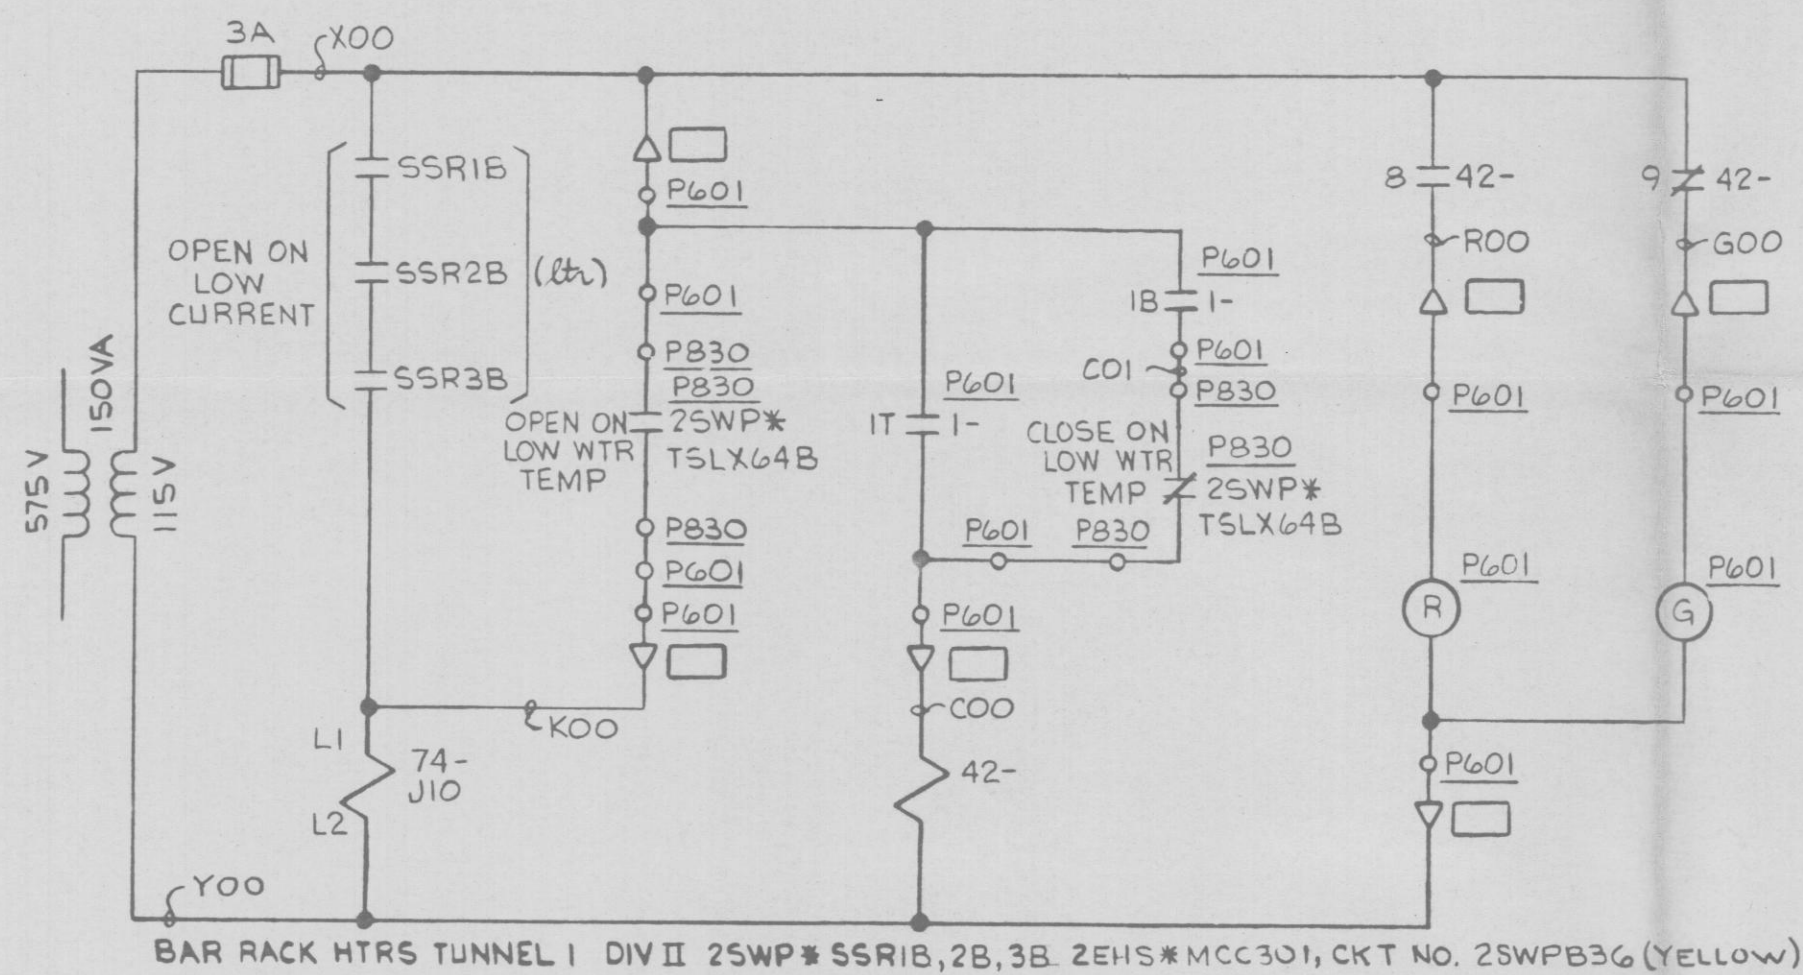 3A
X00
575V
150VA
115V
OPEN ON
LOW
CURRENT
SSR1B
SSR2B (ltr)
SSR3B
L1
74-
J10
L2
Y00
P601
P601
P830
P830
OPEN ON
LOW WTR
TEMP
2SWP*
TSLX64B
P830
P601
P601
K00
P601
1T
1-
P601
1B
1-
P601
C01
P830
CLOSE ON
LOW WTR
TEMP
P830
2SWP*
TSLX64B
P601
P830
P601
C00
42-
8
42-
R00
P601
P601
R
P601
9
42-
G00
P601
P601
G
BAR RACK HTRS TUNNEL 1 DIV II 2SWP*SSR1B,2B,3B 2EHS*MCC301, CKT NO. 2SWPB36 (YELLOW)